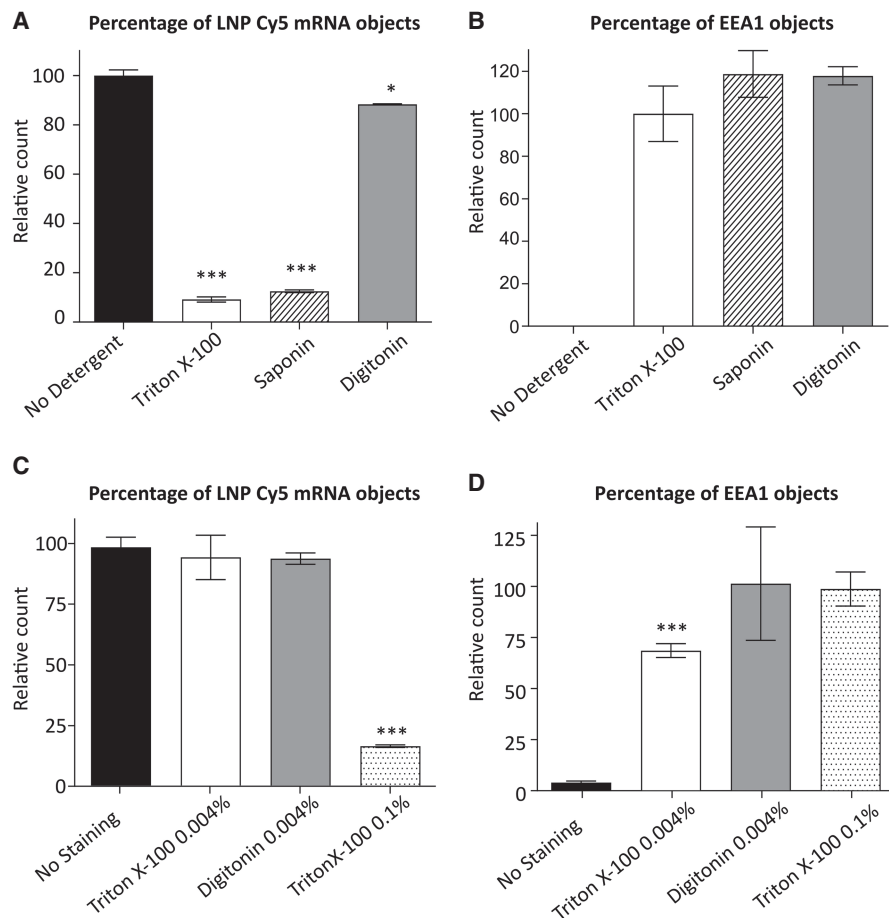 A
Percentage of LNP Cy5 mRNA objects
Relative count
100
80
60
40
20
0
***
***
*
No Detergent
Triton X-100
Saponin
Digitonin
B
Percentage of EEA1 objects
Relative count
120
100
80
60
40
20
0
No Detergent
Triton X-100
Saponin
Digitonin
C
Percentage of LNP Cy5 mRNA objects
Relative count
100
75
50
25
0
***
No Staining
Triton X-100 0.004%
Digitonin 0.004%
TritonX-100 0.1%
D
Percentage of EEA1 objects
Relative count
125
100
75
50
25
0
***
No Staining
Triton X-100 0.004%
Digitonin 0.004%
Triton X-100 0.1%